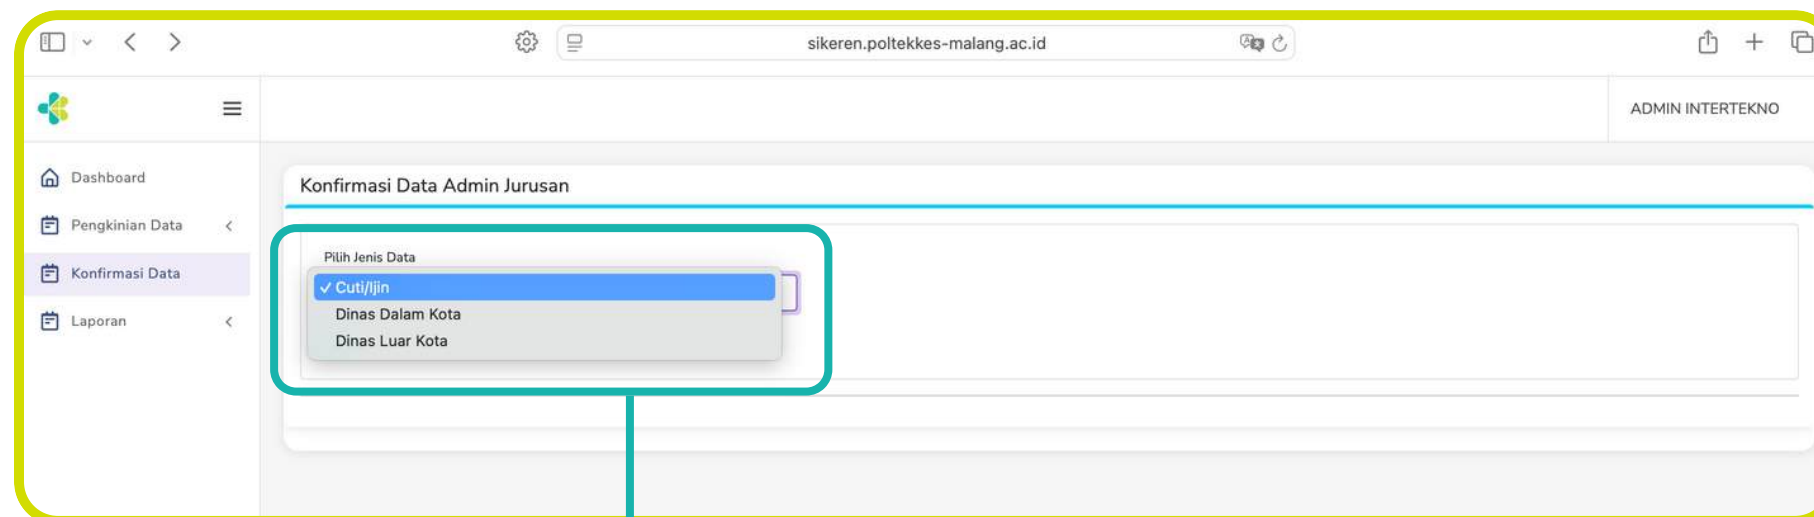 sikeren.poltekkes-malang.ac.id
ADMIN INTERTEKNO
Dashboard
Pengkinian Data
Konfirmasi Data
Laporan
Konfirmasi Data Admin Jurusan
Pilih Jenis Data
✓ Cuti/Ijin
Dinas Dalam Kota
Dinas Luar Kota